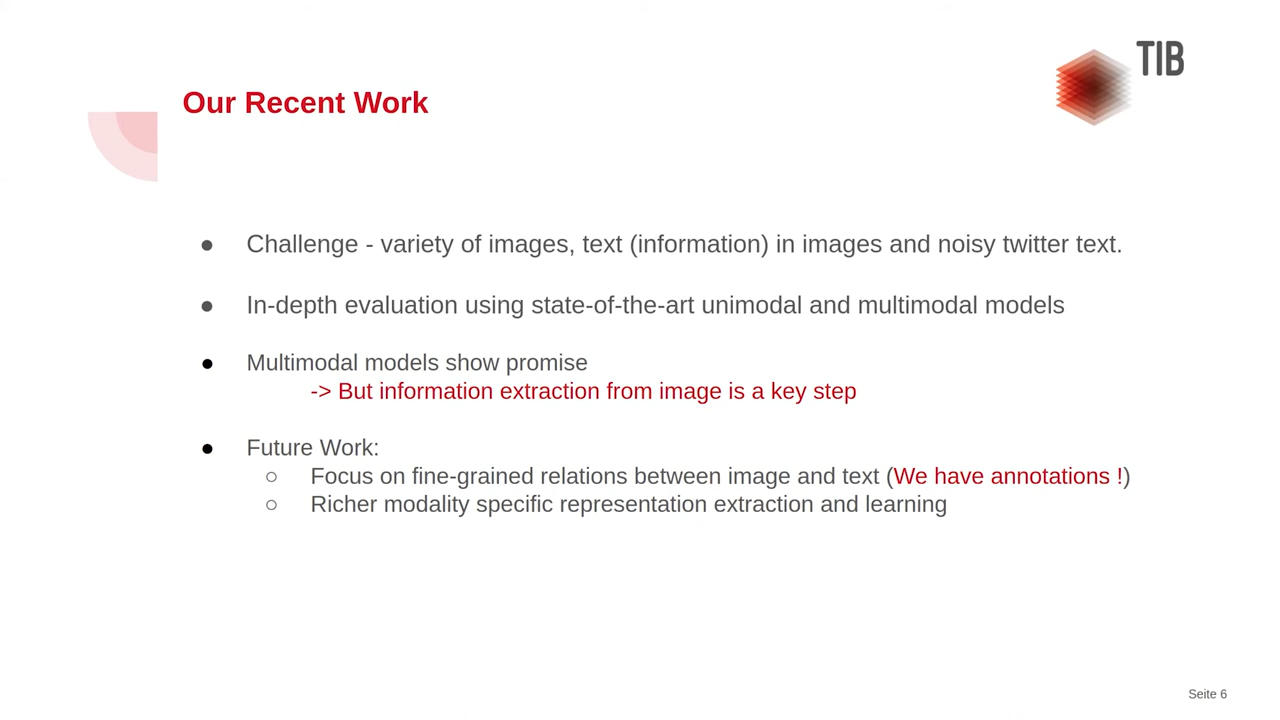 TIB
Our Recent Work
● Challenge - variety of images, text (information) in images and noisy twitter text.
● In-depth evaluation using state-of-the-art unimodal and multimodal models
● Multimodal models show promise
-> But information extraction from image is a key step
● Future Work:
○ Focus on fine-grained relations between image and text (We have annotations !)
○ Richer modality specific representation extraction and learning
Seite 6